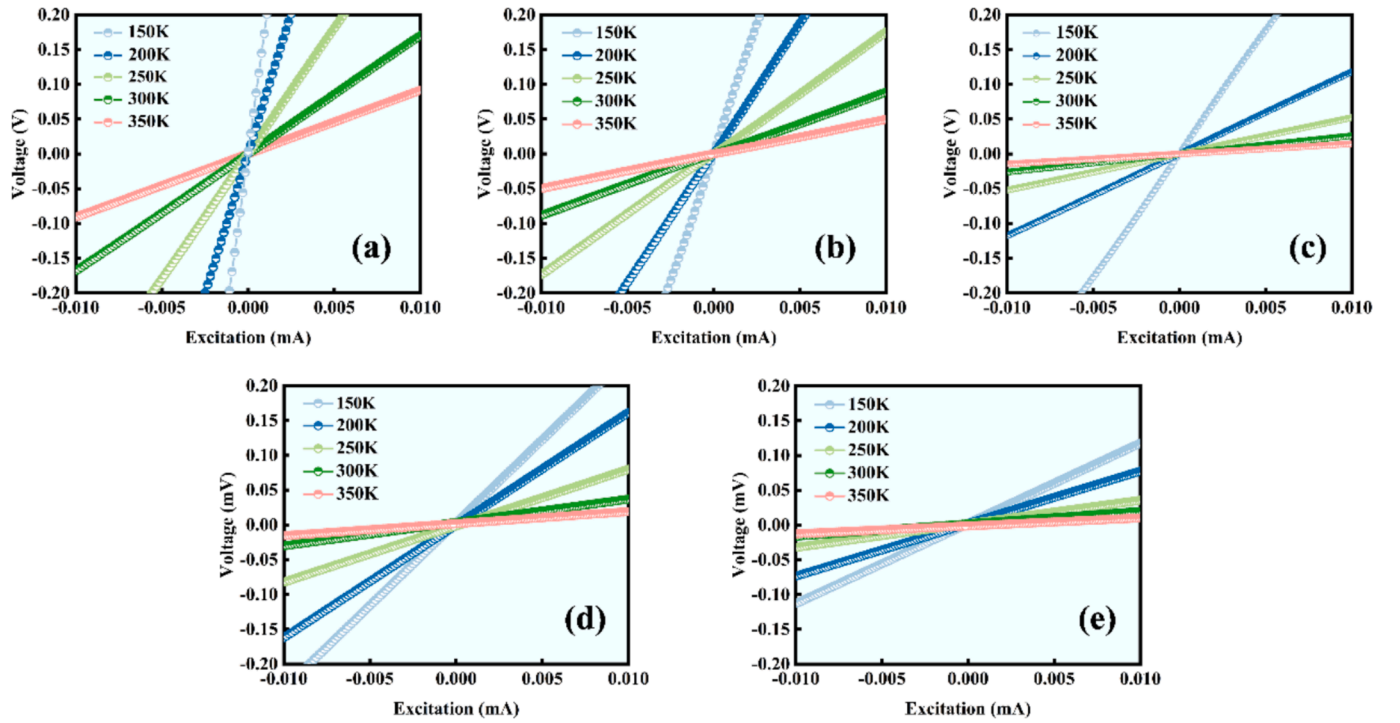 0.20
0.15
0.10
0.05
0.00
-0.05
-0.10
-0.15
-0.20
Voltage (V)
150K
200K
250K
300K
350K
(a)
-0.010
-0.005
0.000
0.005
0.010
Excitation (mA)
0.20
0.15
0.10
0.05
0.00
-0.05
-0.10
-0.15
-0.20
Voltage (V)
150K
200K
250K
300K
350K
(b)
-0.010
-0.005
0.000
0.005
0.010
Excitation (mA)
0.20
0.15
0.10
0.05
0.00
-0.05
-0.10
-0.15
-0.20
Voltage (V)
150K
200K
250K
300K
350K
(c)
-0.010
-0.005
0.000
0.005
0.010
Excitation (mA)
0.20
0.15
0.10
0.05
0.00
-0.05
-0.10
-0.15
-0.20
Voltage (mV)
150K
200K
250K
300K
350K
(d)
-0.010
-0.005
0.000
0.005
0.010
Excitation (mA)
0.20
0.15
0.10
0.05
0.00
-0.05
-0.10
-0.15
-0.20
Voltage (mV)
150K
200K
250K
300K
350K
(e)
-0.010
-0.005
0.000
0.005
0.010
Excitation (mA)